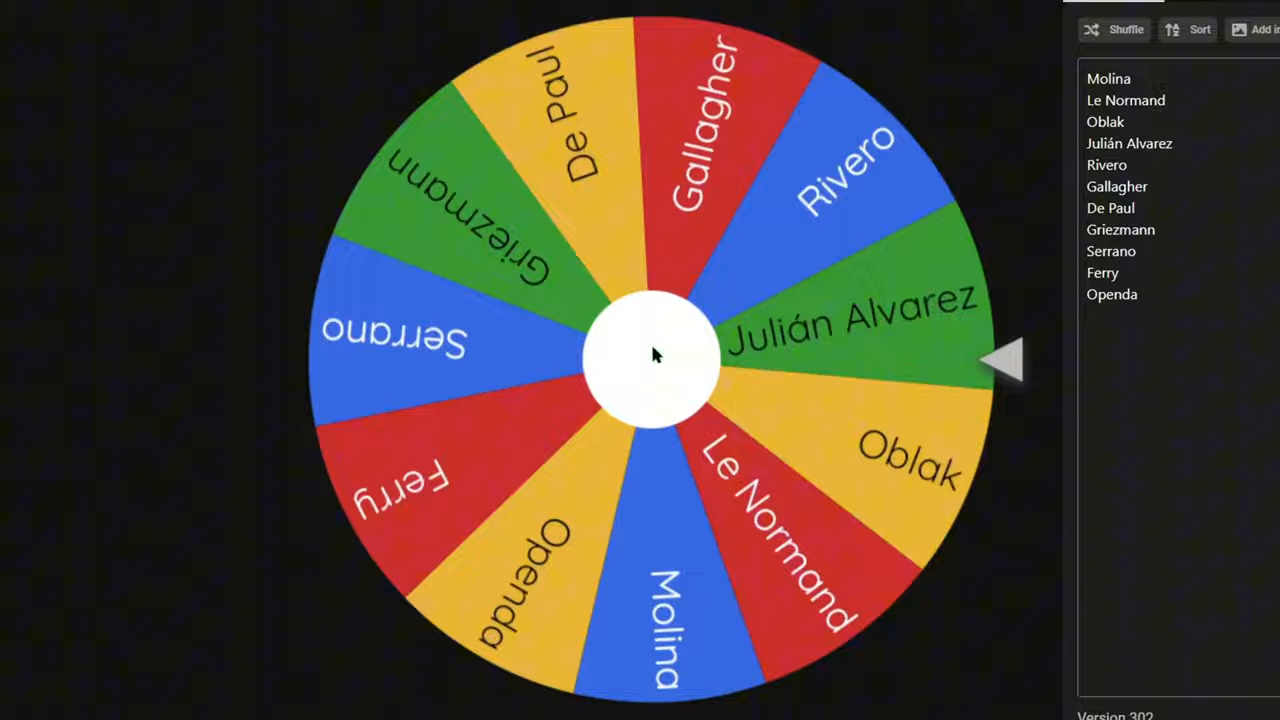 Shuffle
Sort
Add
Molina
Le Normand
Oblak
Julián Alvarez
Rivero
Gallagher
De Paul
Griezmann
Serrano
Ferry
Openda
De Paul
Gallagher
Rivero
Griezmann
Julián Alvarez
Serrano
Oblak
Ferry
Le Normand
Openda
Molina
Version 302